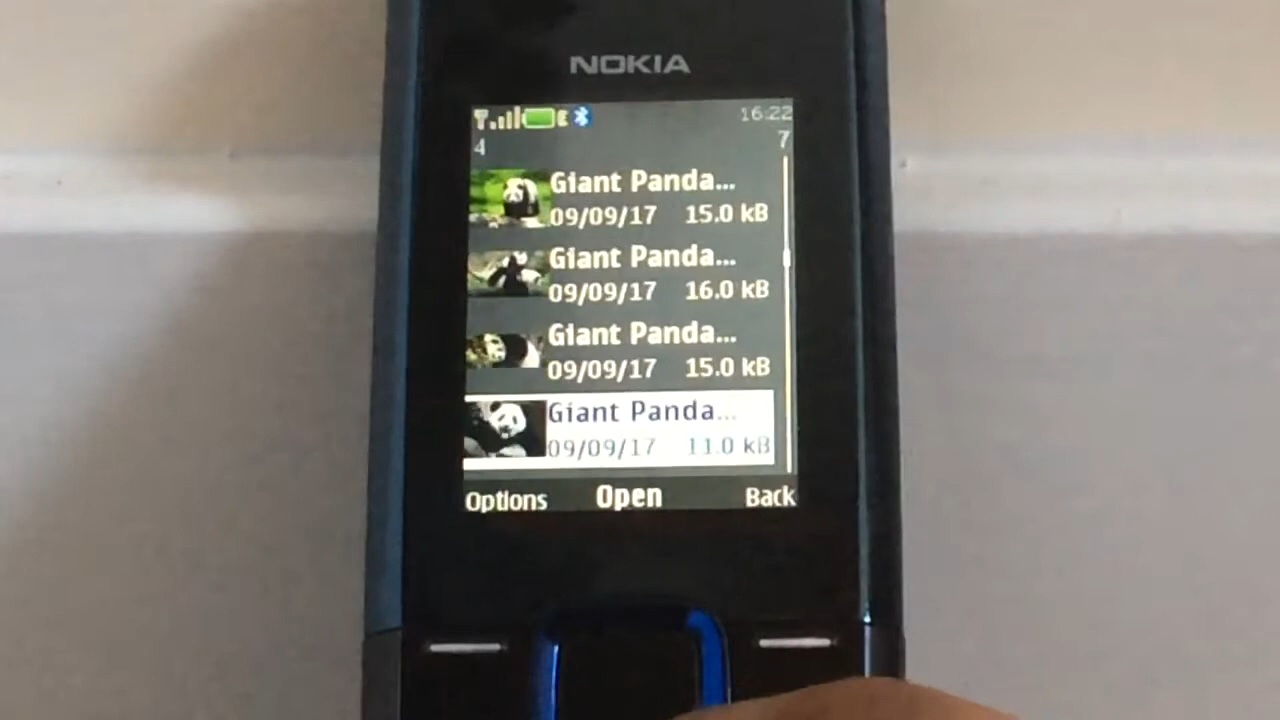 NOKIA
16:22
4 7
Giant Panda...
09/09/17 15.0 kB
Giant Panda...
09/09/17 16.0 kB
Giant Panda...
09/09/17 15.0 kB
Giant Panda...
09/09/17 11.0 kB
Options Open Back